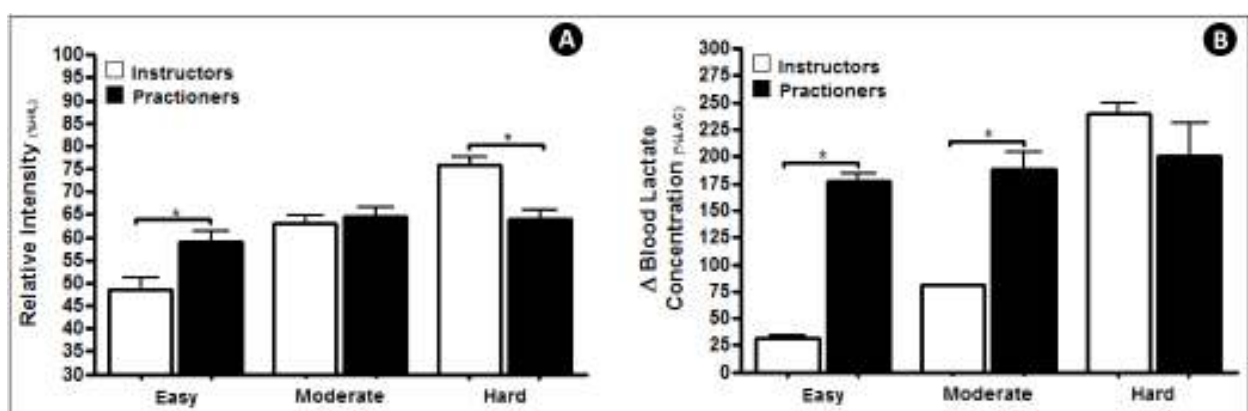 A
Relative Intensity (%HRr)
100
95
90
85
80
75
70
65
60
55
50
45
40
35
30
Instructors
Practioners
*
*
Easy Moderate Hard
B
Δ Blood Lactate
Concentration (%LAC)
300
275
250
225
200
175
150
125
100
75
50
25
0
Instructors
Practioners
*
*
Easy Moderate Hard